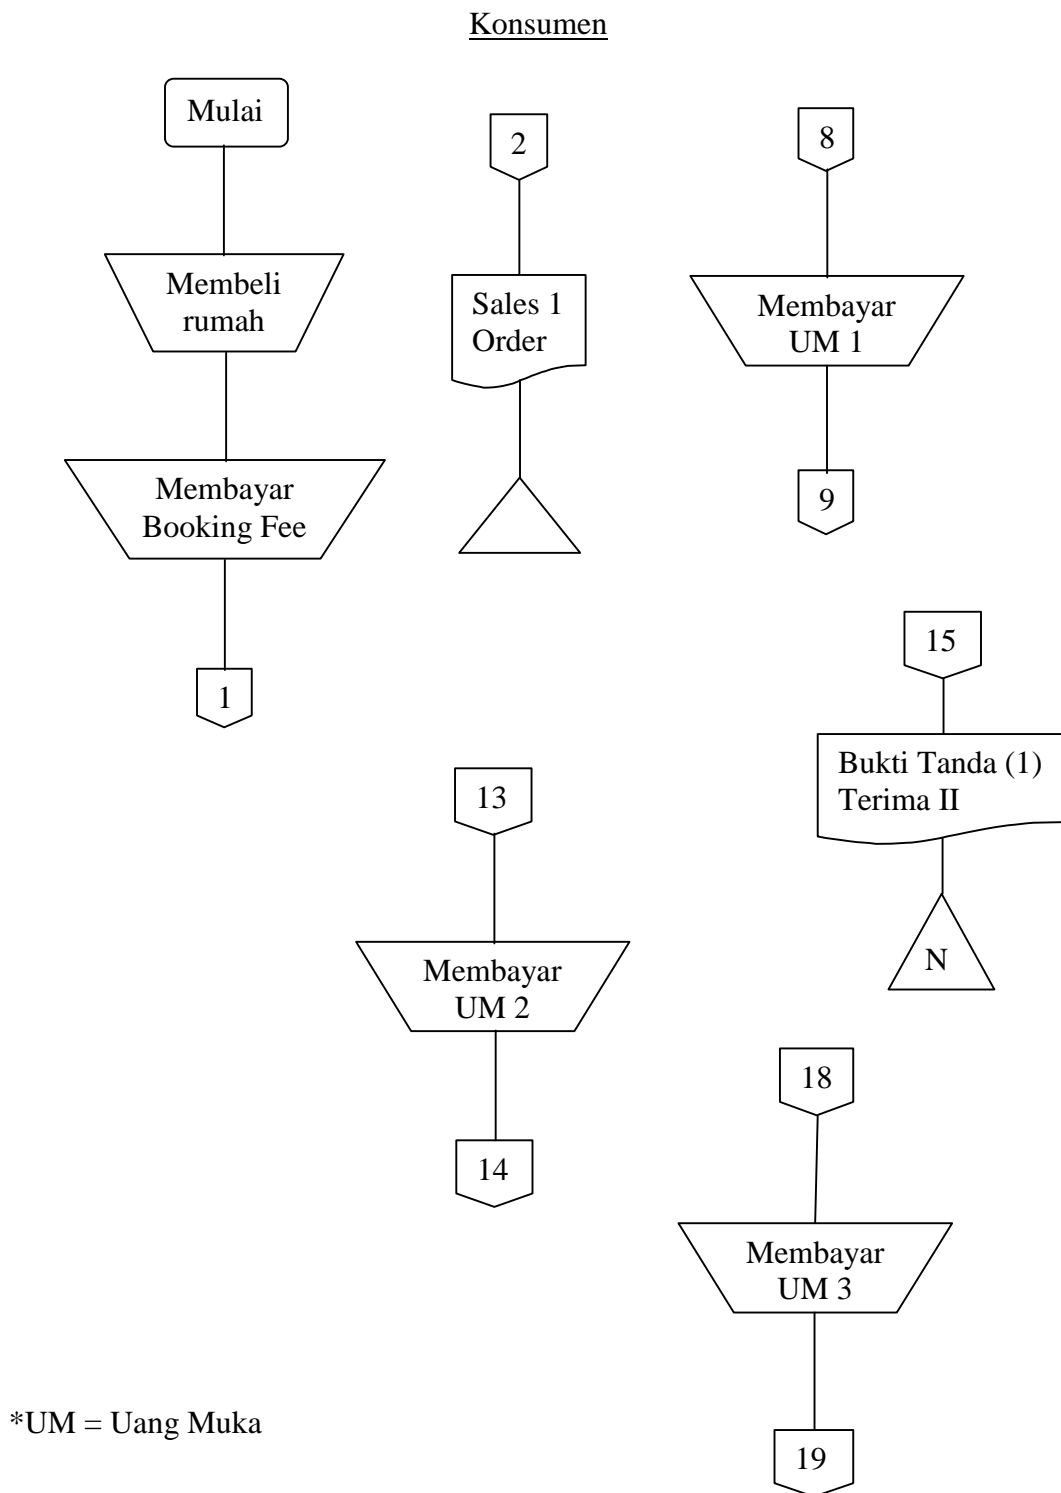 Konsumen
Mulai
2
8
Membeli
rumah
Sales 1
Order
Membayar
UM 1
Membayar
Booking Fee
9
15
1
Bukti Tanda (1)
Terima II
13
N
Membayar
UM 2
18
14
Membayar
UM 3
*UM = Uang Muka
19